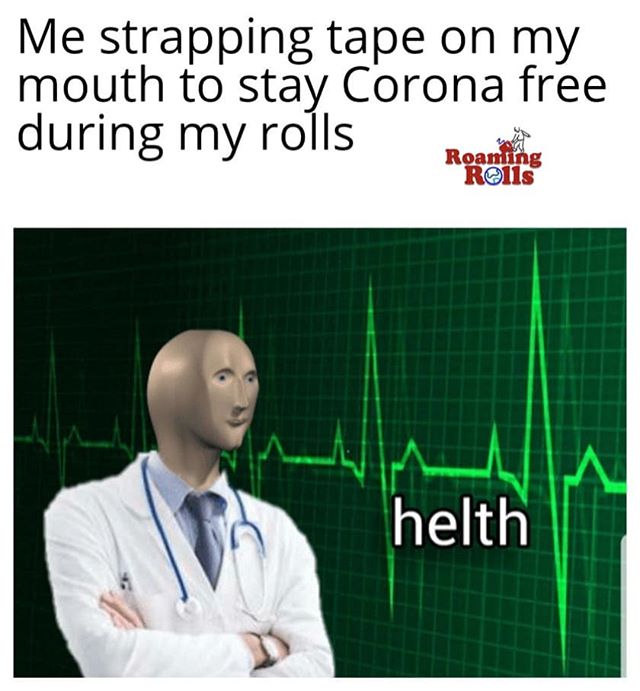 Me strapping tape on my
mouth to stay Corona free
during my rolls
Roaming
Rolls
helth